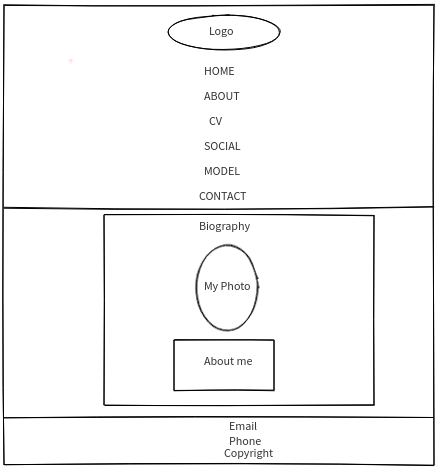 Logo
HOME
ABOUT
CV
SOCIAL
MODEL
CONTACT
Biography
My Photo
About me
Email
Phone
Copyright